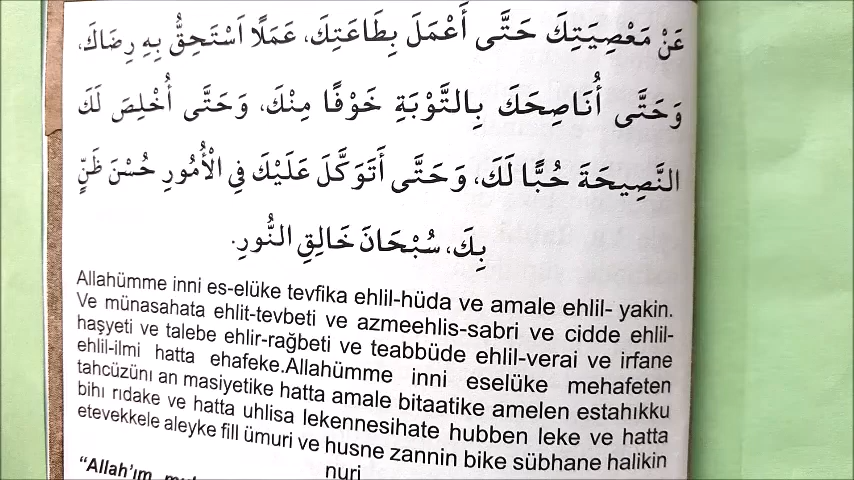 عَنْ مَعْصِيَتِكَ حَتَّى أَعْمَلَ بِطَاعَتِكَ، عَمَلًا اَسْتَحِقُّ بِهِ رِضَاكَ،
وَحَتَّى أُنَاصِحَكَ بِالتَّوْبَةِ خَوْفًا مِنْكَ، وَحَتَّى أُخْلِصَ لَكَ
النَّصِيحَةَ حُبًّا لَكَ، وَحَتَّى أَتَوَكَّلَ عَلَيْكَ فِي الْأُمُورِ حُسْنَ ظَنٍّ
بِكَ، سُبْحَانَ خَالِقِ النُّورِ.
Allahümme inni es-elüke tevfika ehlil-hüda ve amale ehlil- yakin.
Ve münasahata ehlit-tevbeti ve azmeehlis-sabri ve cidde ehlil-
haşyeti ve talebe ehlir-rağbeti ve teabbüde ehlil-verai ve irfane
ehlil-ilmi hatta ehafeke.Allahümme inni eselüke mehafeten
tahcüzünı an masiyetike hatta amale bitaatike amelen estahıkku
bihı rıdake ve hatta uhlisa lekennesihate hubben leke ve hatta
etevekkele aleyke fill ümuri ve husne zannin bike sübhane halikin
nuri
“Allah’ım